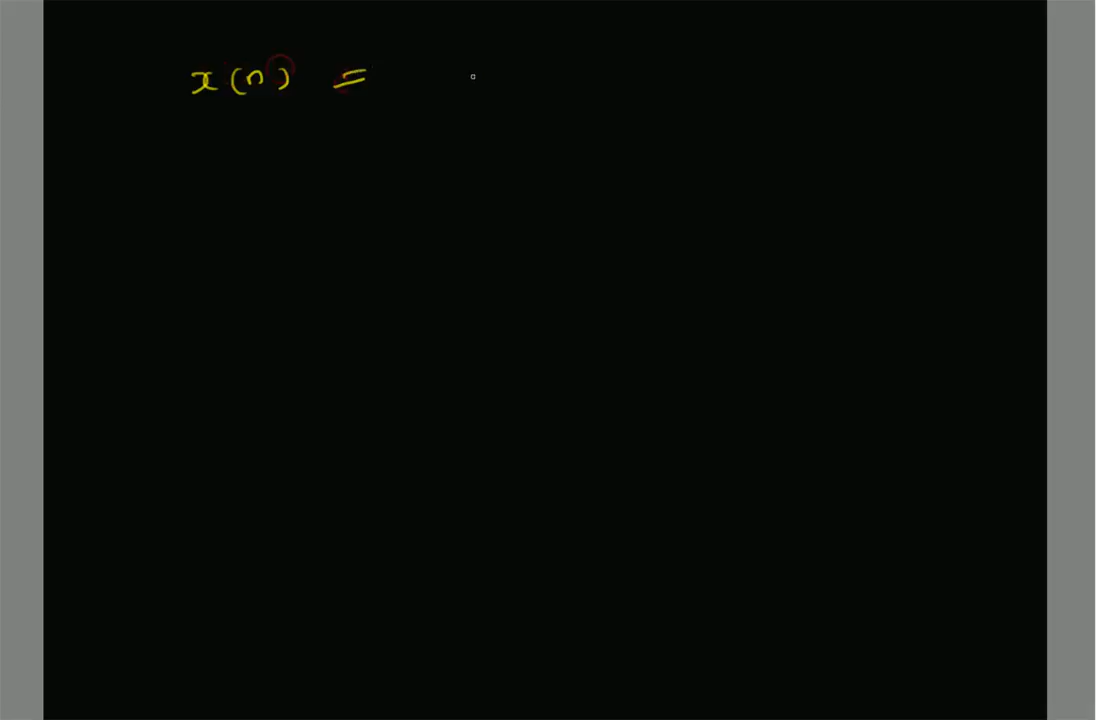 x(n) =